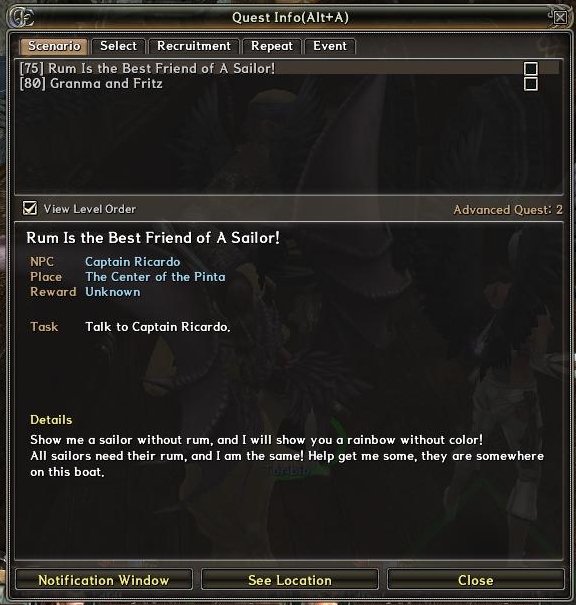 Quest Info(Alt+A)
Scenario Select Recruitment Repeat Event
[75] Rum Is the Best Friend of A Sailor!
[80] Granma and Fritz
View Level Order Advanced Quest: 2
Rum Is the Best Friend of A Sailor!
NPC Captain Ricardo
Place The Center of the Pinta
Reward Unknown
Task Talk to Captain Ricardo.
Details
Show me a sailor without rum, and I will show you a rainbow without color!
All sailors need their rum, and I am the same! Help get me some, they are somewhere
on this boat.
Notification Window See Location Close